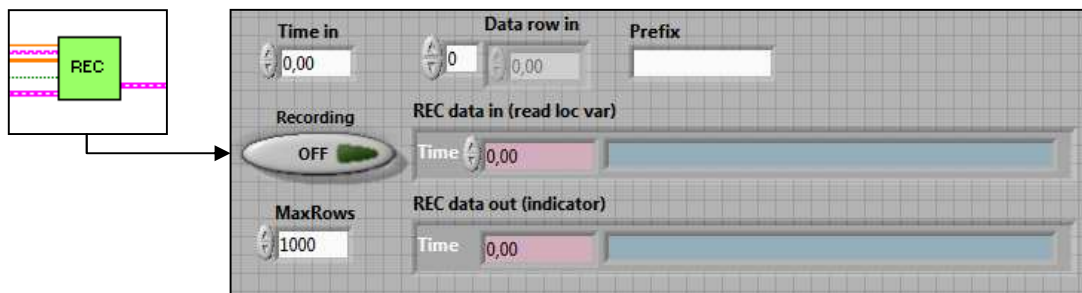 REC
Time in
0,00
Data row in
0
0,00
Prefix
Recording
OFF
REC data in (read loc var)
Time 0,00
MaxRows
1000
REC data out (indicator)
Time 0,00